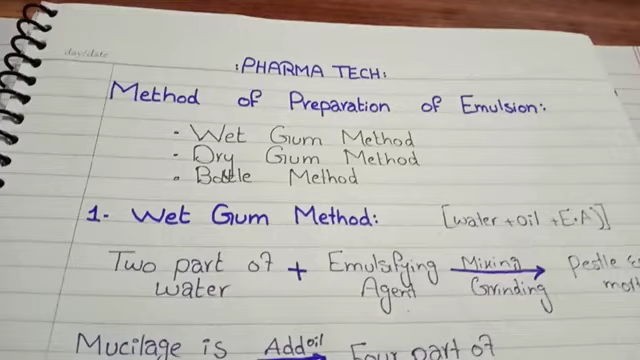 day/date
:PHARMA TECH:
Method of Preparation of Emulsion:
• Wet Gum Method
• Dry Gum Method
• Bottle Method
1. Wet Gum Method: [water + oil + E.A)]
Two part of water + Emulsifying Agent Mixing Grinding Pestle
Mucilage is Add oil Four part of